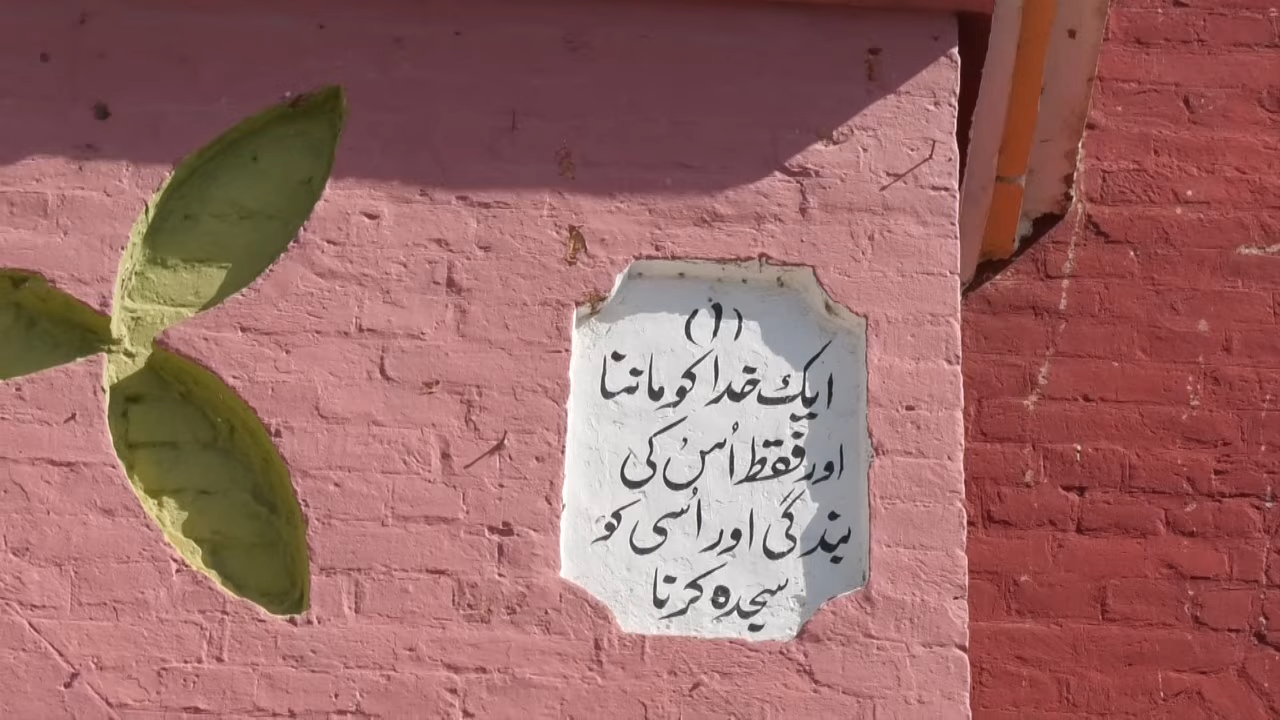 (۱)
ایک خدا کو ماننا
اور فقط اُس کی
بندگی اور اُسی کو
سجدہ کرنا